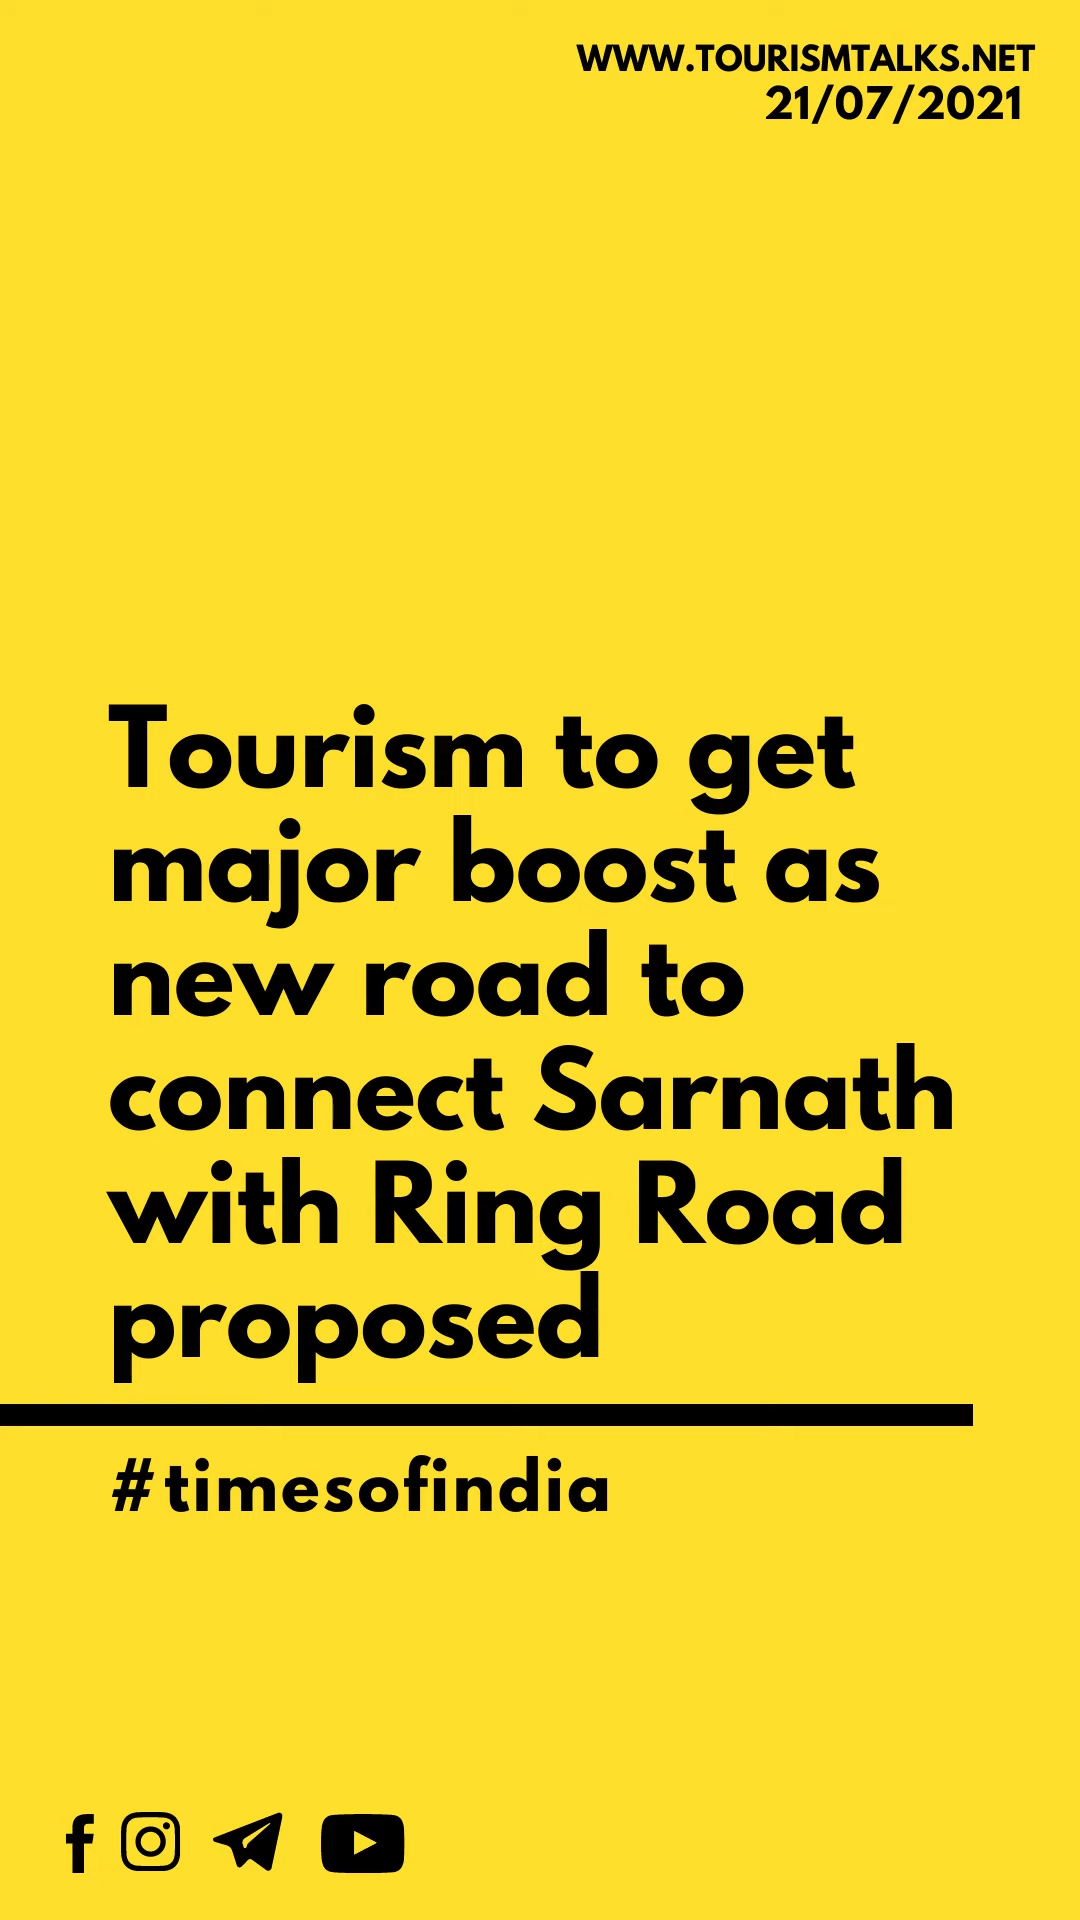 WWW.TOURISMTALKS.NET
21/07/2021
Tourism to get
major boost as
new road to
connect Sarnath
with Ring Road
proposed
#timesofindia